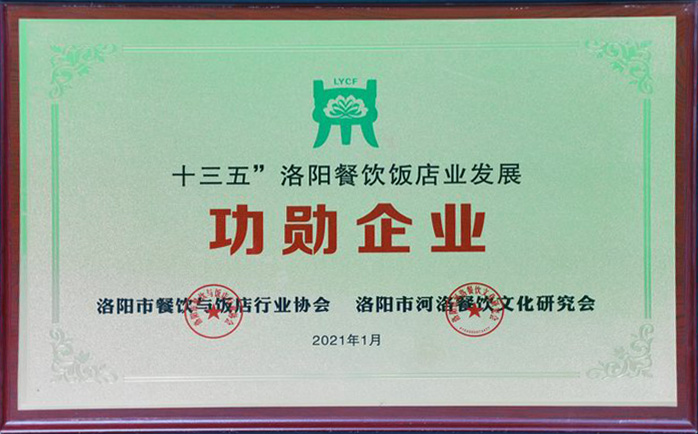 LYCF
十三五”洛阳餐饮饭店业发展
功勋企业
洛阳市餐饮与饭店行业协会 洛阳市河洛餐饮文化研究会
2021年1月